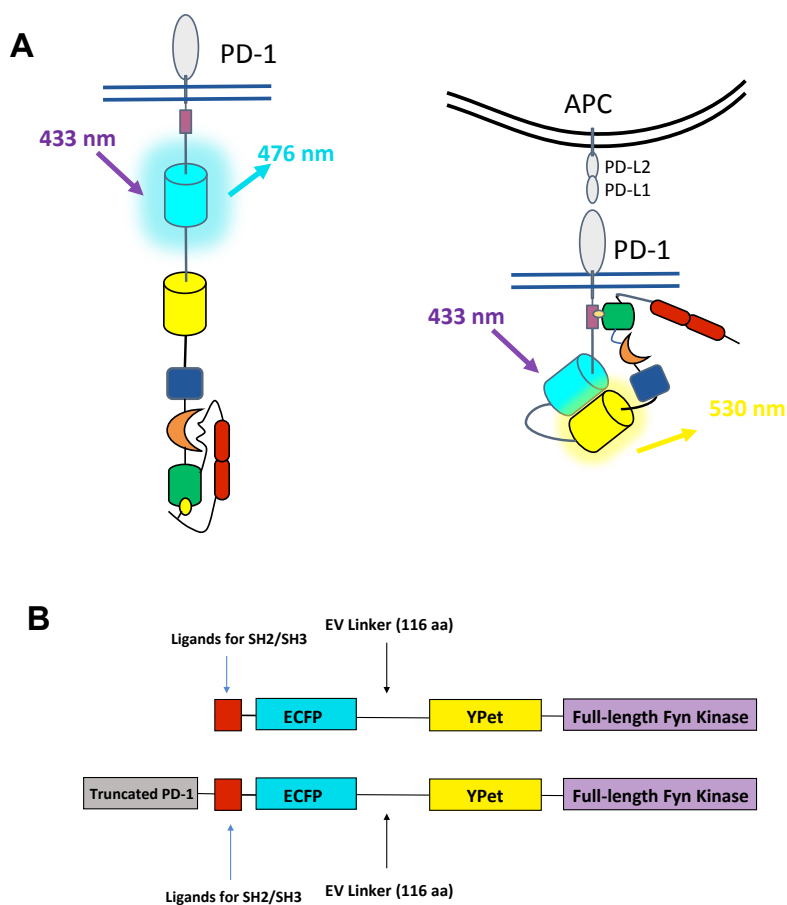 A
PD-1
433 nm
476 nm
APC
PD-L2
PD-L1
PD-1
433 nm
530 nm
B
Ligands for SH2/SH3
EV Linker (116 aa)
ECFP
YPet
Full-length Fyn Kinase
Truncated PD-1
ECFP
YPet
Full-length Fyn Kinase
Ligands for SH2/SH3
EV Linker (116 aa)